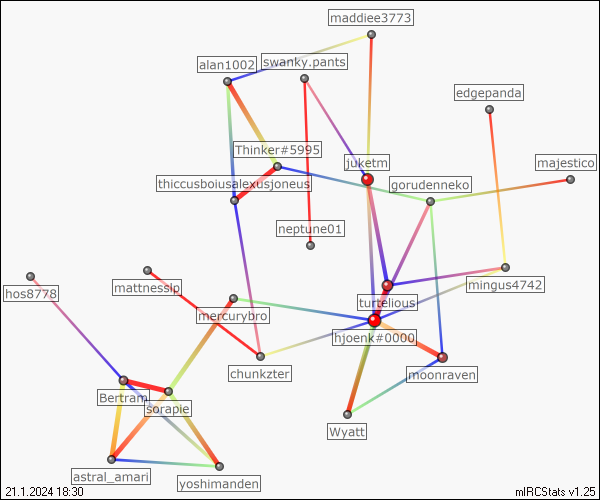 maddiee3773
swanky.pants
alan1002
edgepanda
Thinker#5995
juketm
majestico
thiccusboiusalexusjoneus
gorudenneko
neptune01
hos8778
mattnesslp
mingus4742
turtelious
mercurybro
hjoenk#0000
chunkzter
moonraven
Bertram
sorapie
Wyatt
astral_amari
yoshimanden
21.1.2024 18:30
mIRCStats v1.25